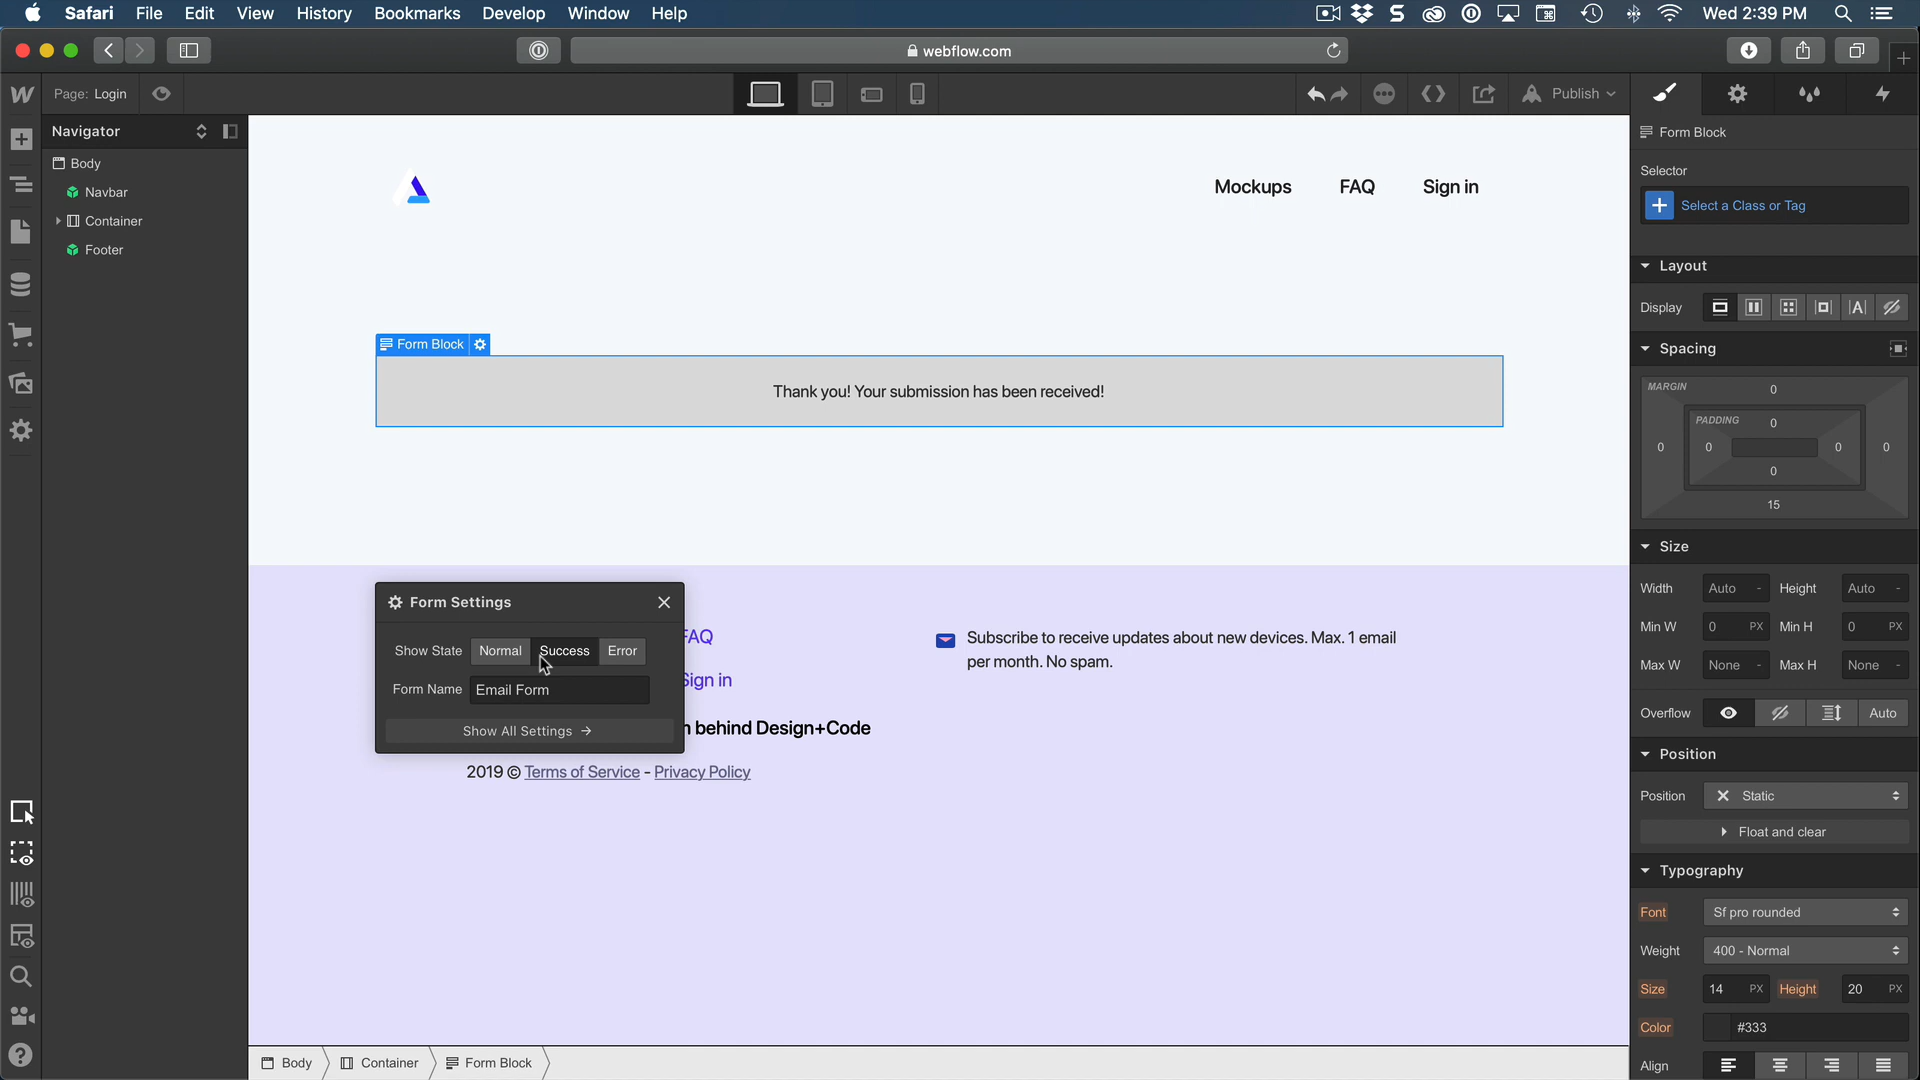 Safari File Edit View History Bookmarks Develop Window Help Wed 2:39 PM
webflow.com
Page: Login Publish
Navigator
Body
Navbar
Container
Footer
Mockups FAQ Sign in
Form Block
Thank you! Your submission has been received!
Form Settings
Show State Normal Success Error
Form Name Email Form
Show All Settings
FAQ
Sign in
behind Design+Code
2019 © Terms of Service - Privacy Policy
Subscribe to receive updates about new devices. Max. 1 email
per month. No spam.
Body Container Form Block
Form Block
Selector
Select a Class or Tag
Layout
Display
Spacing
MARGIN 0
PADDING 0
0 0 0 0
0
15
Size
Width Auto - Height Auto -
Min W 0 PX Min H 0 PX
Max W None - Max H None -
Overflow Auto
Position
Position Static
Float and clear
Typography
Font Sf pro rounded
Weight 400 - Normal
Size 14 PX Height 20 PX
Color #333
Align